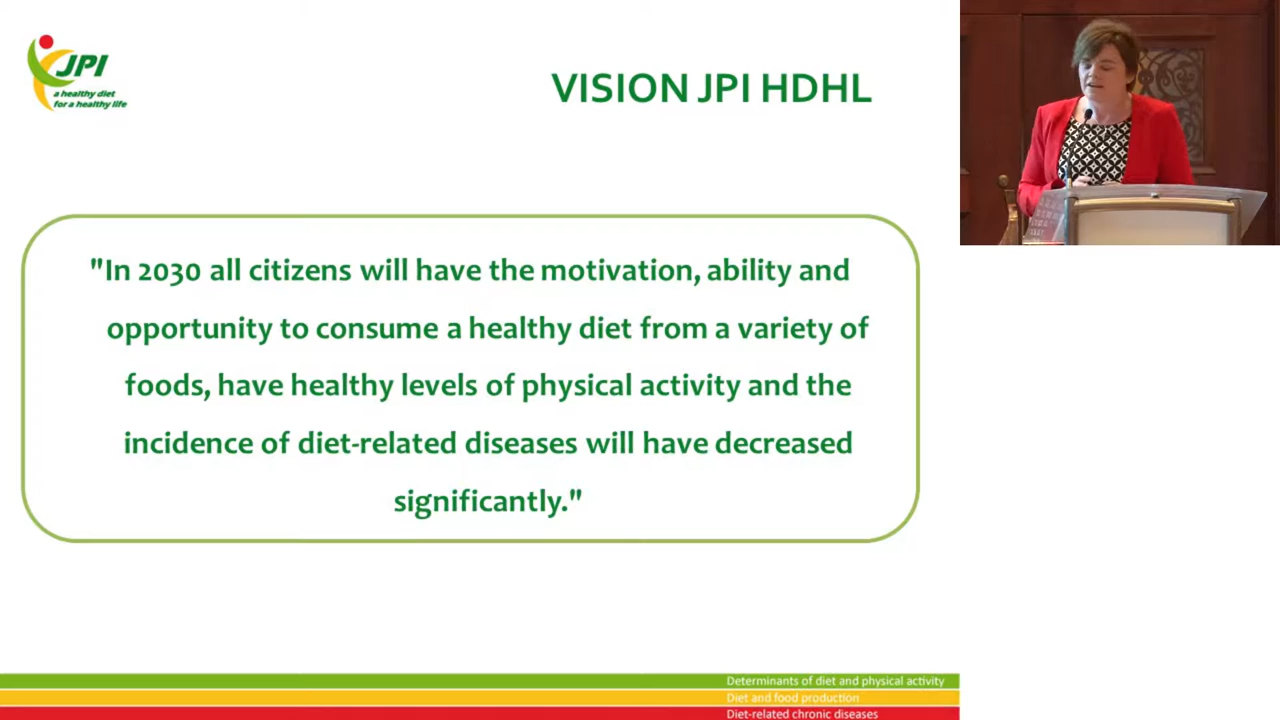 JPI
a healthy diet
for a healthy life
VISION JPI HDHL
"In 2030 all citizens will have the motivation, ability and
opportunity to consume a healthy diet from a variety of
foods, have healthy levels of physical activity and the
incidence of diet-related diseases will have decreased
significantly."
Determinants of diet and physical activity
Diet and food production
Diet-related chronic diseases